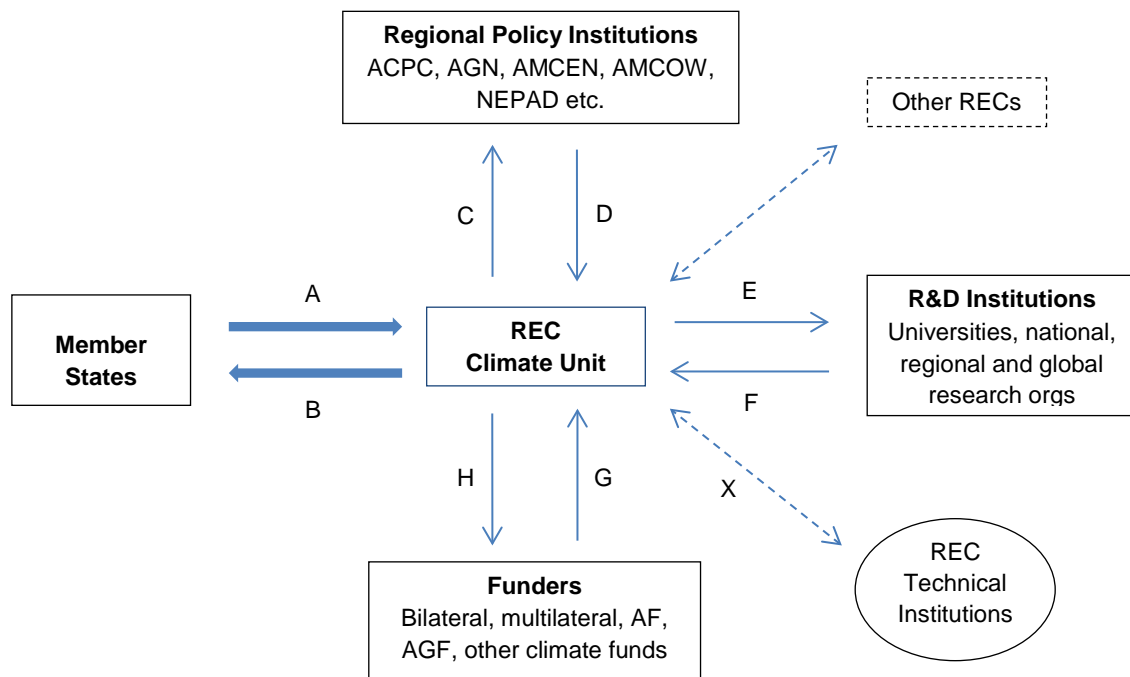 Regional Policy Institutions
ACPC, AGN, AMCEN, AMCOW,
NEPAD etc.
Other RECs
C
D
A
E
Member
States
REC
Climate Unit
R&D Institutions
Universities, national,
regional and global
research orgs
B
F
H
G
X
REC
Technical
Institutions
Funders
Bilateral, multilateral, AF,
AGF, other climate funds